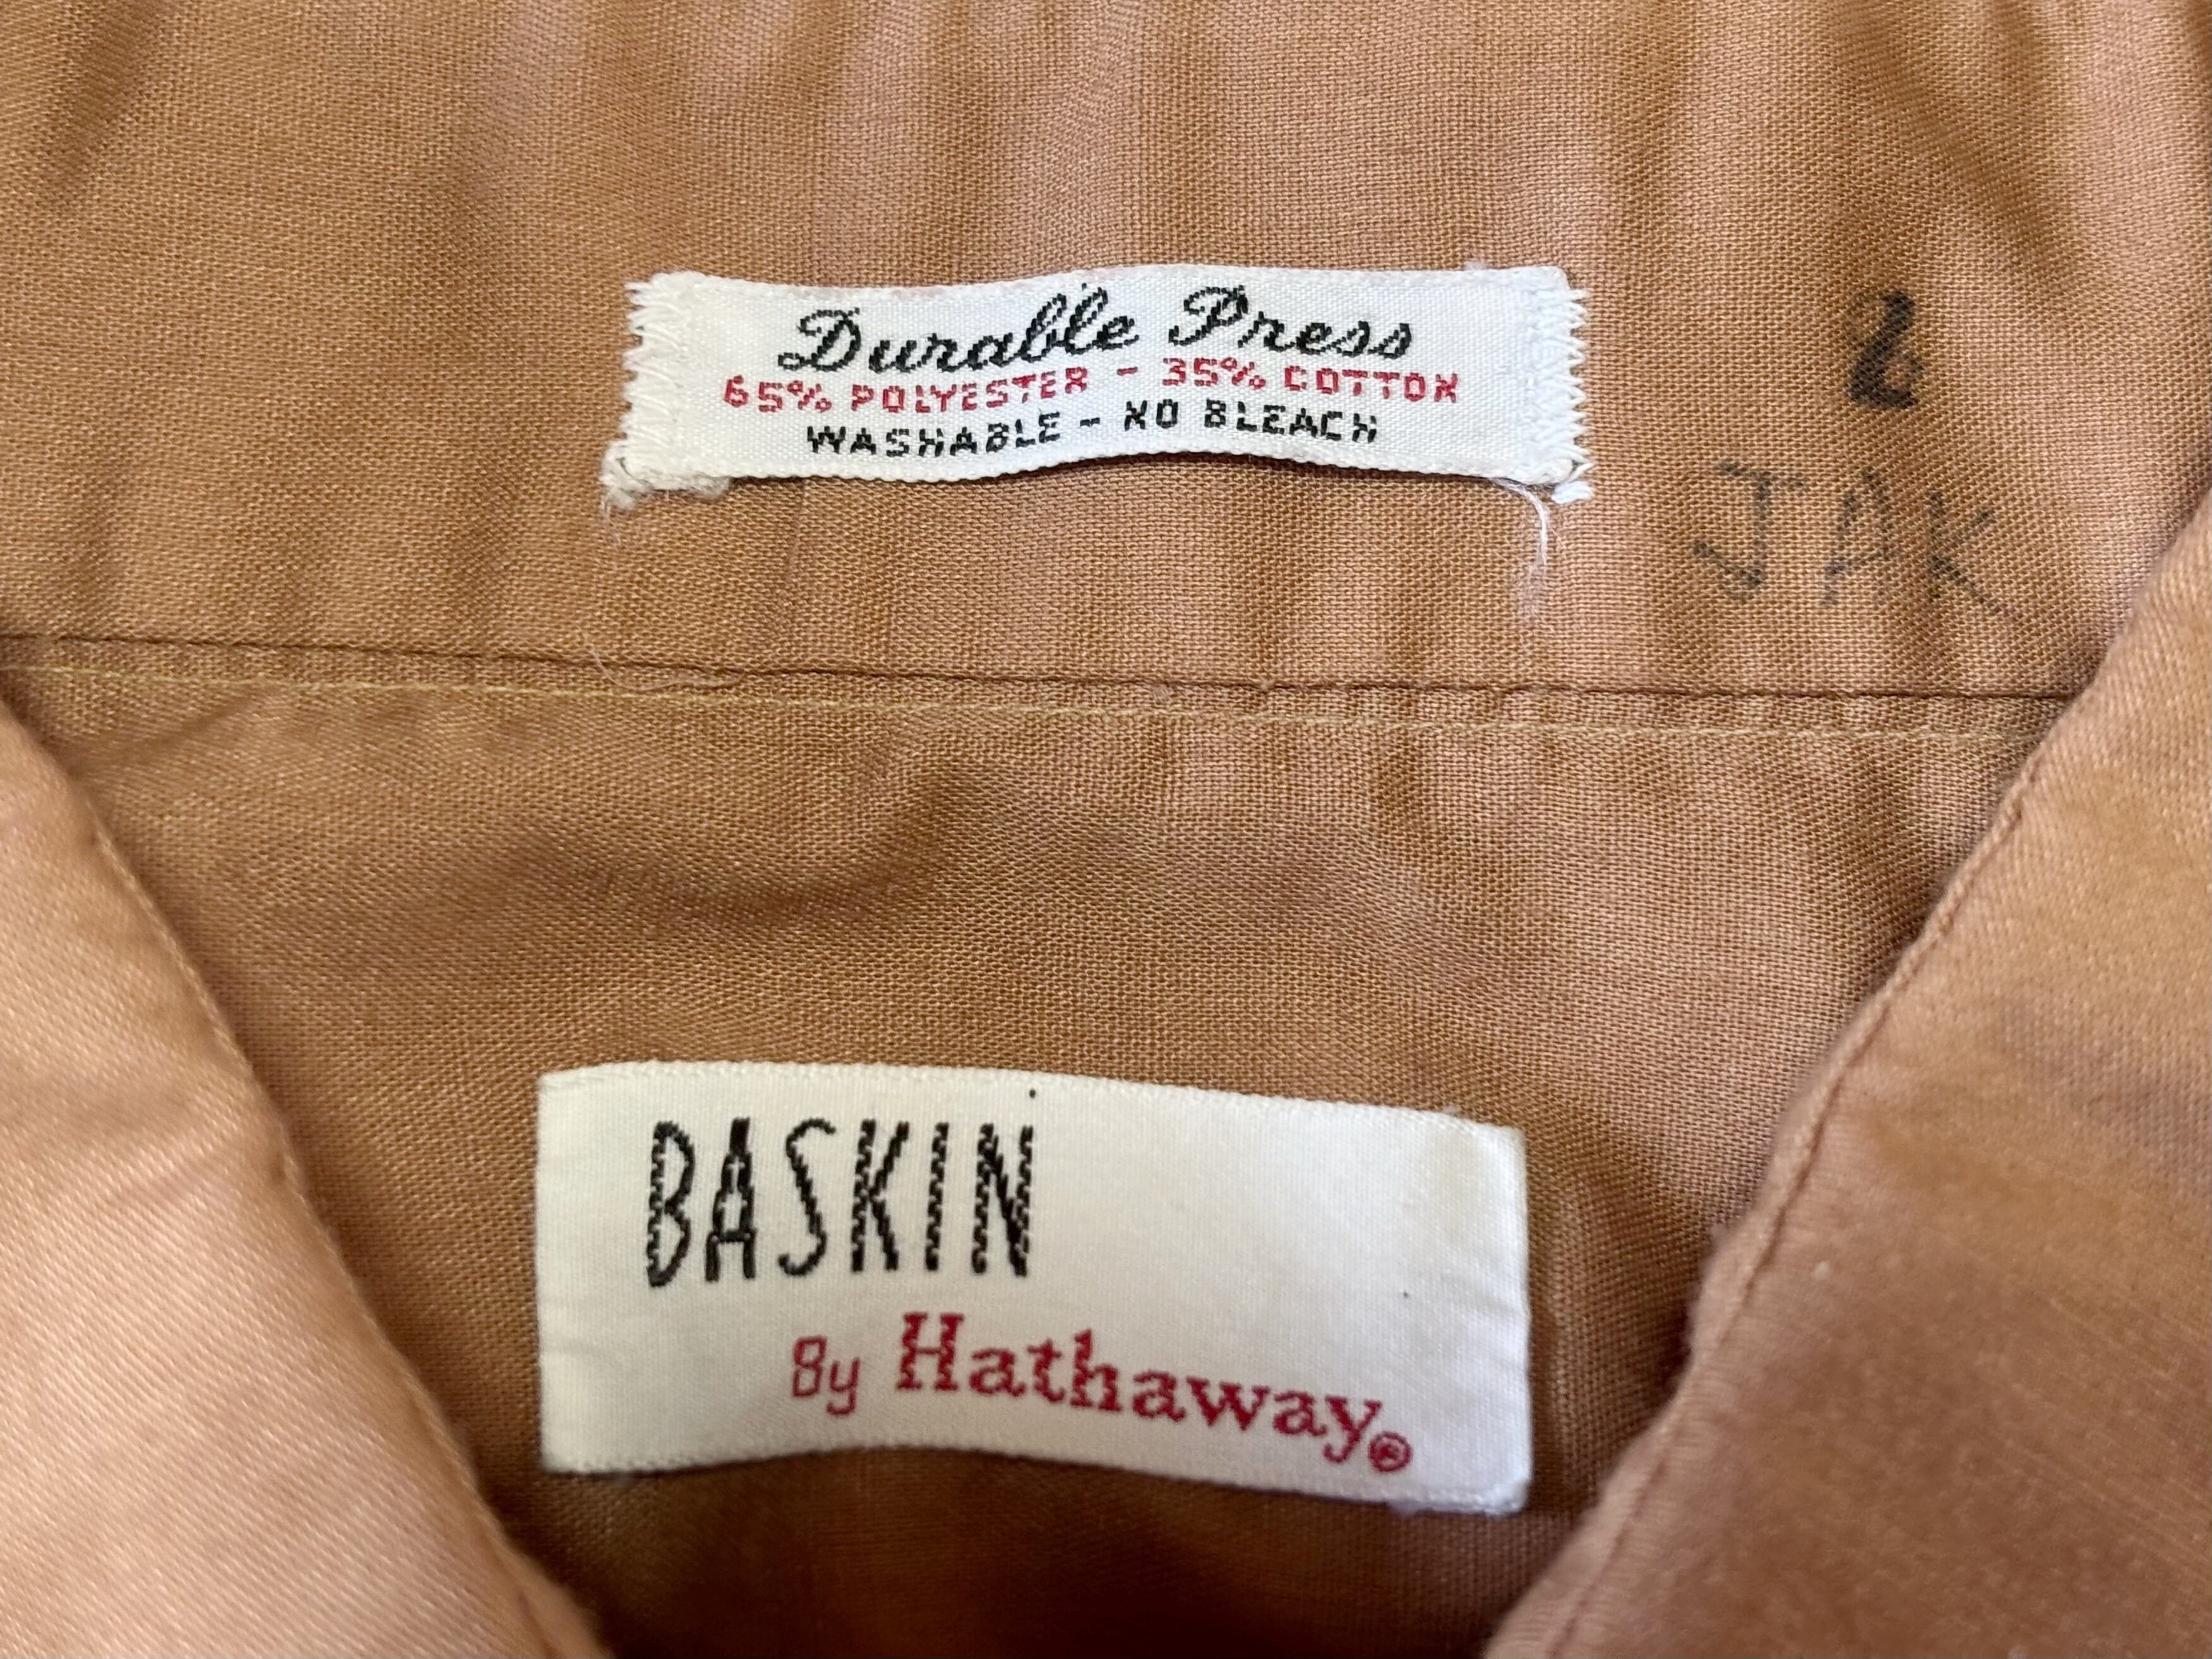 Durable Press
65% POLYESTER - 35% COTTON
WASHABLE - NO BLEACH
JAK
BASKIN
By Hathaway®